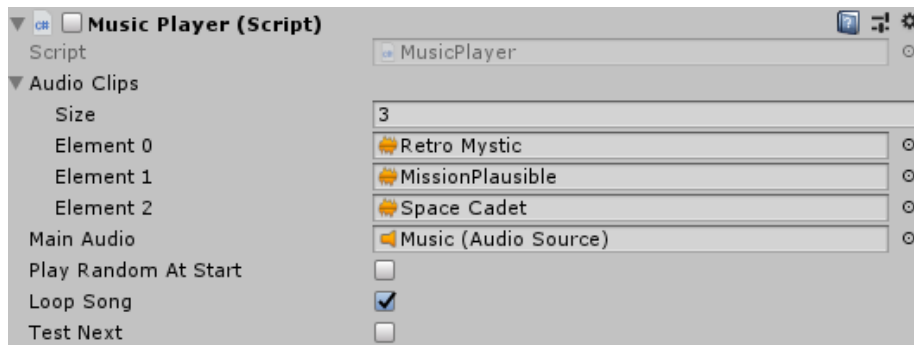 Music Player (Script)
Script MusicPlayer
Audio Clips
Size 3
Element 0 Retro Mystic
Element 1 MissionPlausible
Element 2 Space Cadet
Main Audio Music (Audio Source)
Play Random At Start
Loop Song
Test Next